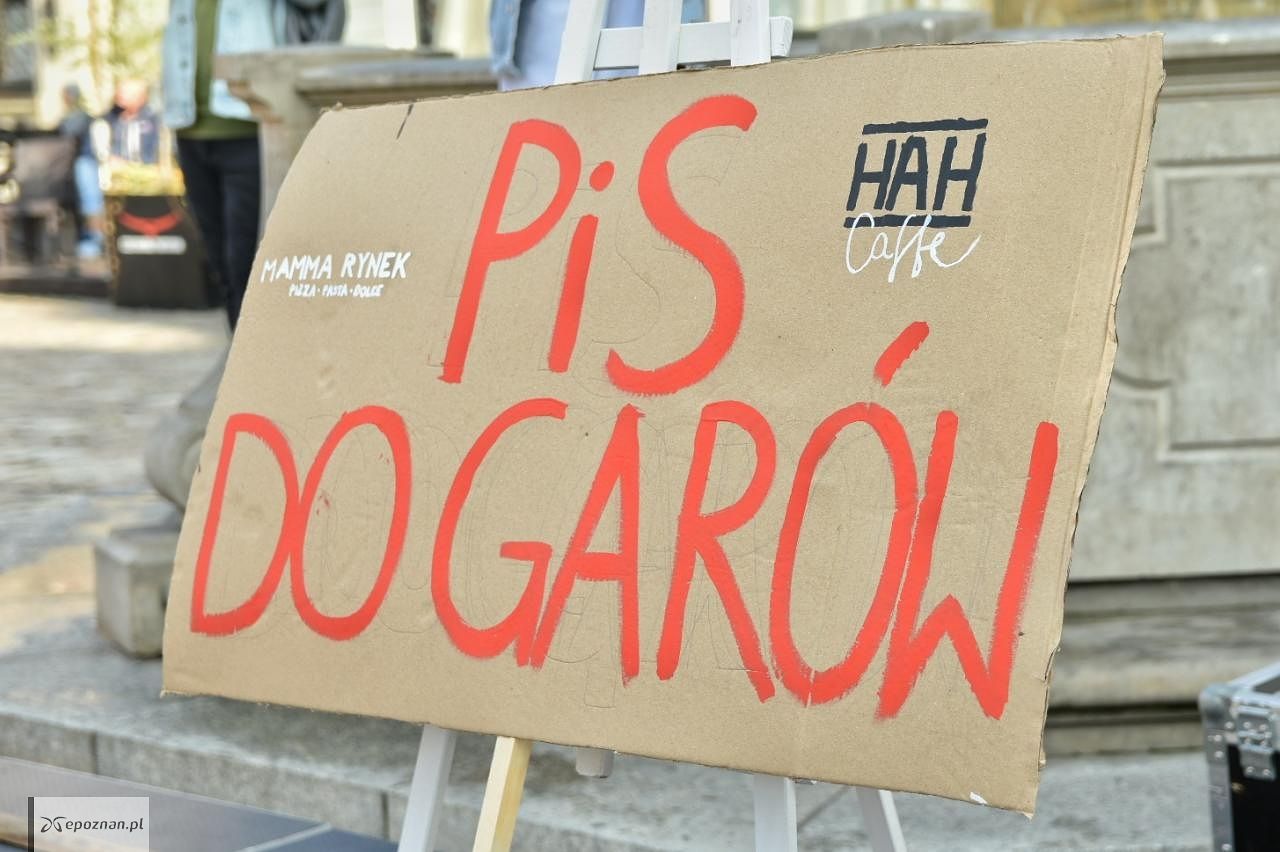 PiS
DO GARÓW
MAMMA RYNEK
PIZZA · PASTA · DOLCE
HAH
Caffe
epoznan.pl